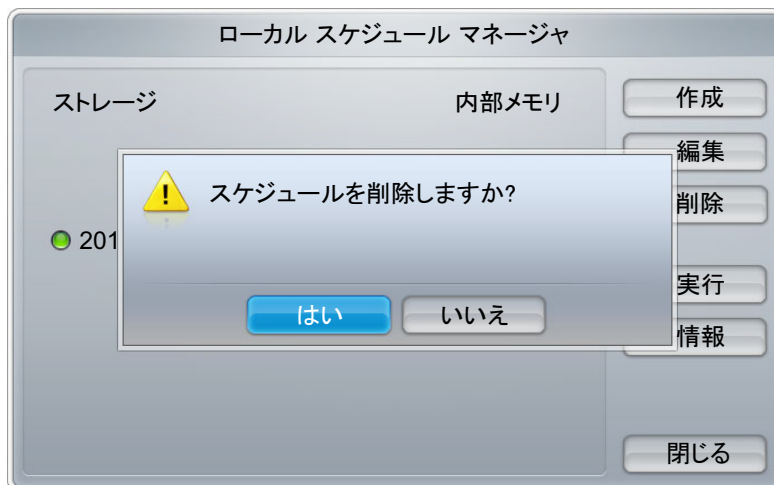 ローカル スケジュール マネージャ
ストレージ 内部メモリ
作成
編集
スケジュールを削除しますか?
削除
201
実行
はい いいえ
情報
閉じる